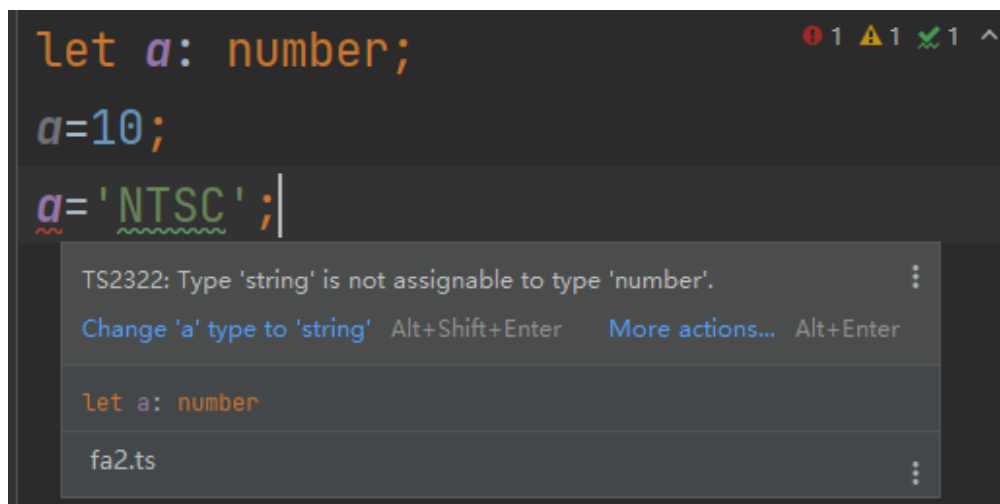 let a: number;
1 1 1
a=10;
a='NTSC';
TS2322: Type 'string' is not assignable to type 'number'.
Change 'a' type to 'string' Alt+Shift+Enter More actions... Alt+Enter
let a: number
fa2.ts